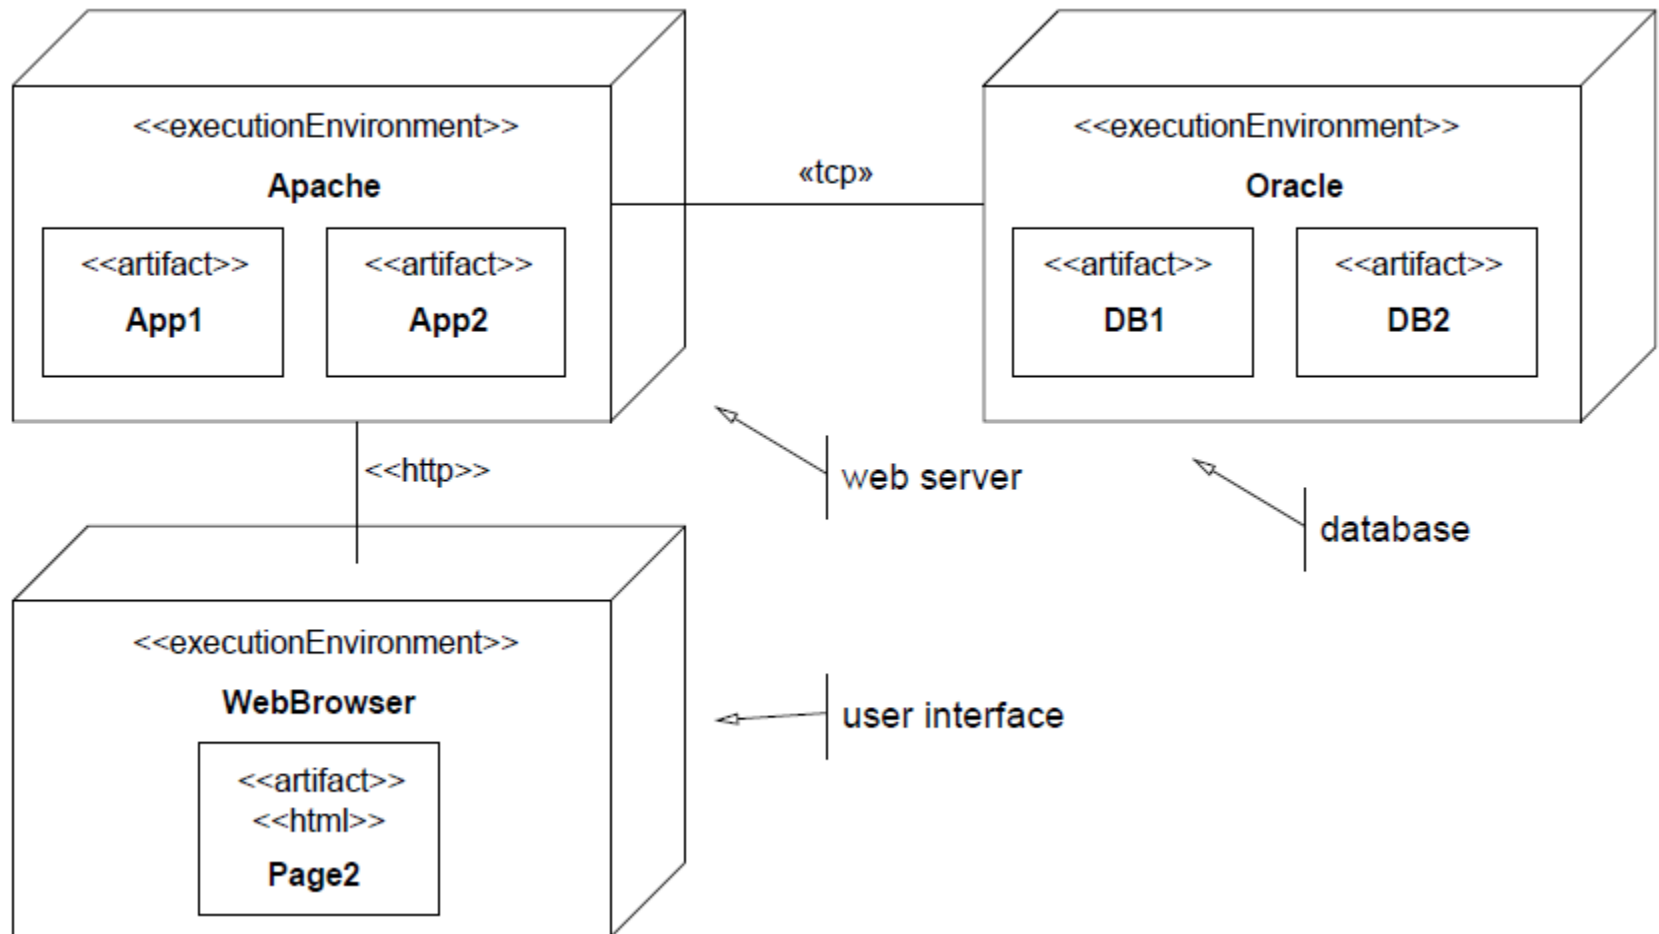 <<executionEnvironment>>
Apache
<<artifact>>
App1
<<artifact>>
App2
«tcp»
<<executionEnvironment>>
Oracle
<<artifact>>
DB1
<<artifact>>
DB2
<<http>>
web server
database
<<executionEnvironment>>
WebBrowser
<<artifact>>
<<html>>
Page2
user interface